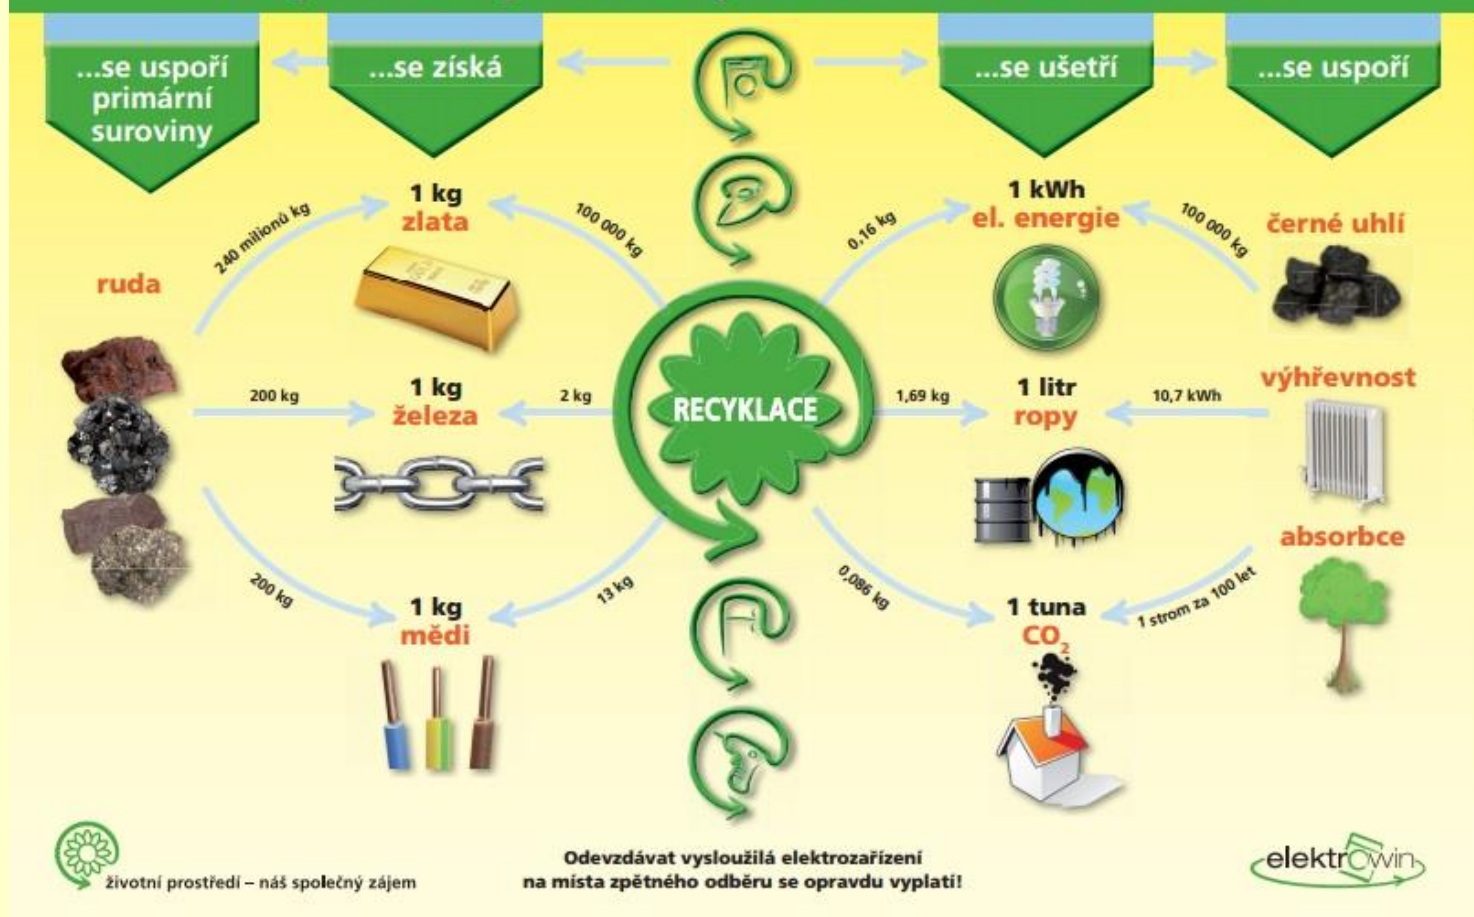 ...se uspoří
primární
suroviny
...se získá
...se ušetří
...se uspoří
ruda
240 milionů kg
1 kg
zlata
100 000 kg
200 kg
1 kg
železa
2 kg
200 kg
1 kg
mědi
13 kg
RECYKLACE
0,16 kg
1 kWh
el. energie
100 000 kg
černé uhlí
1,69 kg
1 litr
ropy
10,7 kWh
výhřevnost
0,086 kg
1 tuna
CO2
1 strom za 100 let
absorbce
životní prostředí – náš společný zájem
Odevzdávat vysloužilá elektrozařízení
na místa zpětného odběru se opravdu vyplatí!
elektrowin